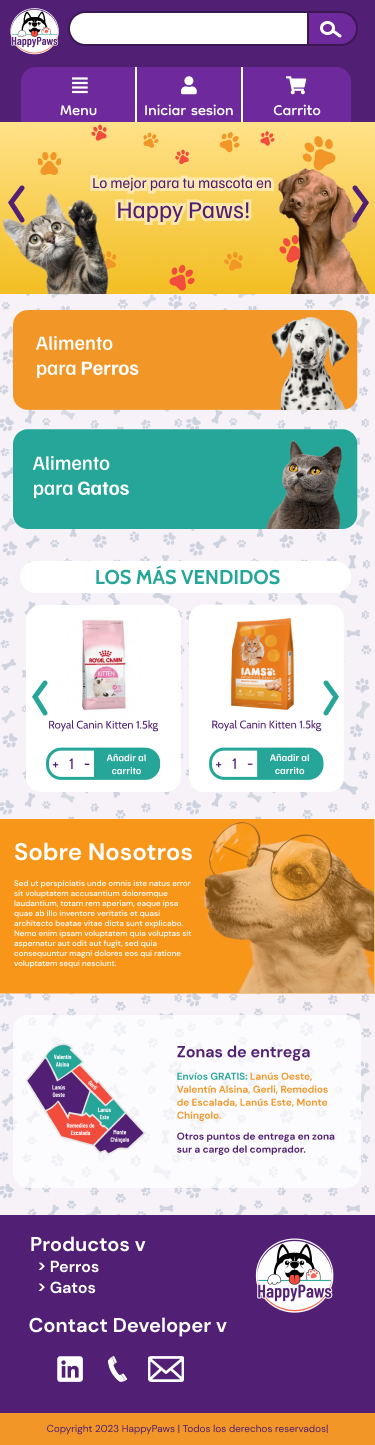 HappyPaws
Menu
Iniciar sesion
Carrito
Lo mejor para tu mascota en
Happy Paws!
Alimento
para Perros
Alimento
para Gatos
LOS MÁS VENDIDOS
ROYAL CANIN
KITTEN
IAMS
Royal Canin Kitten 1.5kg
Royal Canin Kitten 1.5kg
+ 1 -
Añadir al
carrito
+ 1 -
Añadir al
carrito
Sobre Nosotros
Sed ut perspiciatis unde omnis iste natus error
sit voluptatem accusantium doloremque
laudantium, totam rem aperiam, eaque ipsa
quae ab illo inventore veritatis et quasi
architecto beatae vitae dicta sunt explicabo.
Nemo enim ipsam voluptatem quia voluptas sit
aspernatur aut odit aut fugit, sed quia
consequuntur magni dolores eos qui ratione
voluptatem sequi nesciunt.
Valentín
Alsina
Lanús
Oeste
Gerli
Lanús
Este
Remedios de
Escalada
Monte
Chingolo
Zonas de entrega
Envíos GRATIS: Lanús Oeste,
Valentín Alsina, Gerli, Remedios
de Escalada, Lanús Este, Monte
Chingolo.
Otros puntos de entrega en zona
sur a cargo del comprador.
Productos v
> Perros
> Gatos
HappyPaws
Contact Developer v
in
Copyright 2023 HappyPaws | Todos los derechos reservados|